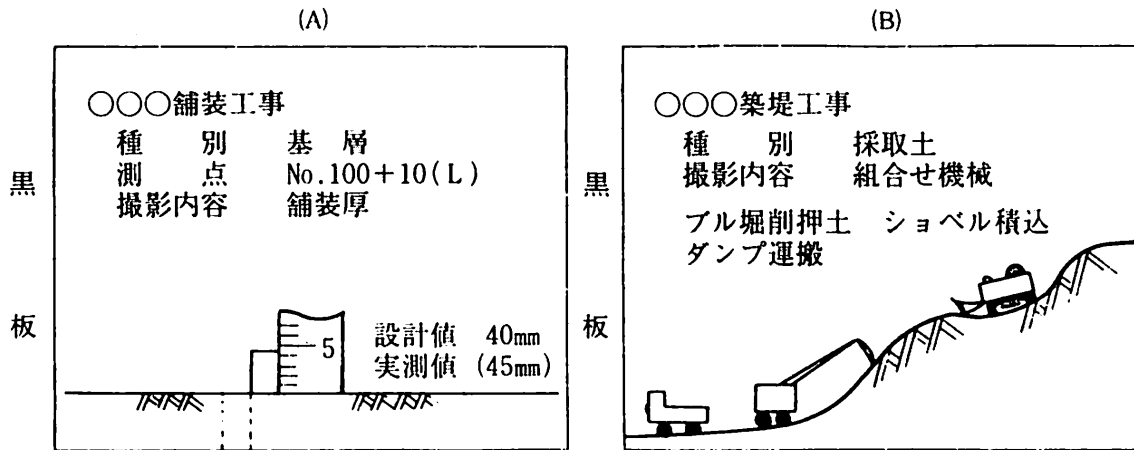 (A)
黒板
○○○舗装工事
種別 基層
測点 No.100+10(L)
撮影内容 舗装厚
5
設計値 40mm
実測値 (45mm)
(B)
黒板
○○○築堤工事
種別 採取土
撮影内容 組合せ機械
ブル堀削押土 ショベル積込
ダンプ運搬